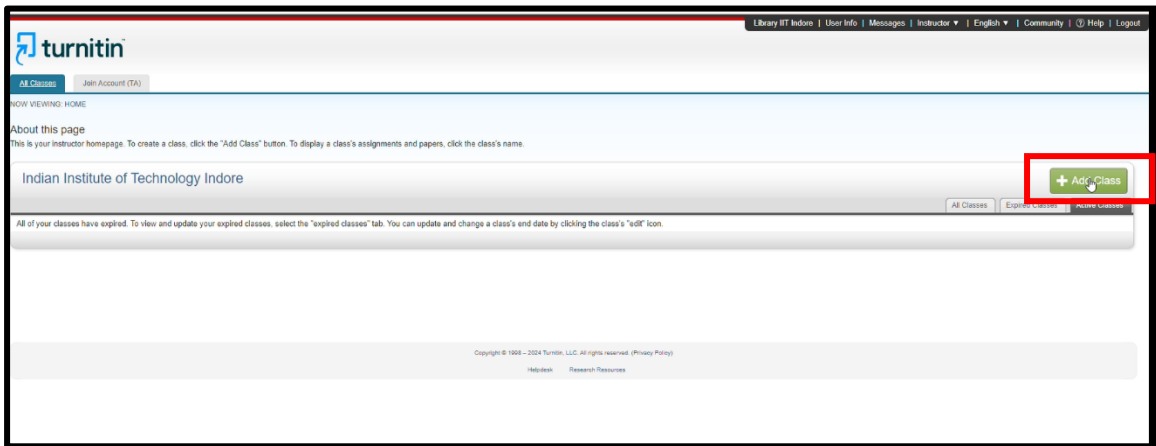 Library IIT Indore | User Info | Messages | Instructor ▼ | English ▼ | Community | ? Help | Logout
turnitin
All Classes Join Account (TA)
NOW VIEWING: HOME
About this page
This is your instructor homepage. To create a class, click the "Add Class" button. To display a class's assignments and papers, click the class's name.
Indian Institute of Technology Indore
+ Add Class
All Classes Expired Classes Active Classes
All of your classes have expired. To view and update your expired classes, select the "expired classes" tab. You can update and change a class's end date by clicking the class's "edit" icon.
Copyright © 1998 – 2024 Turnitin, LLC. All rights reserved. (Privacy Policy)
Helpdesk Research Resources